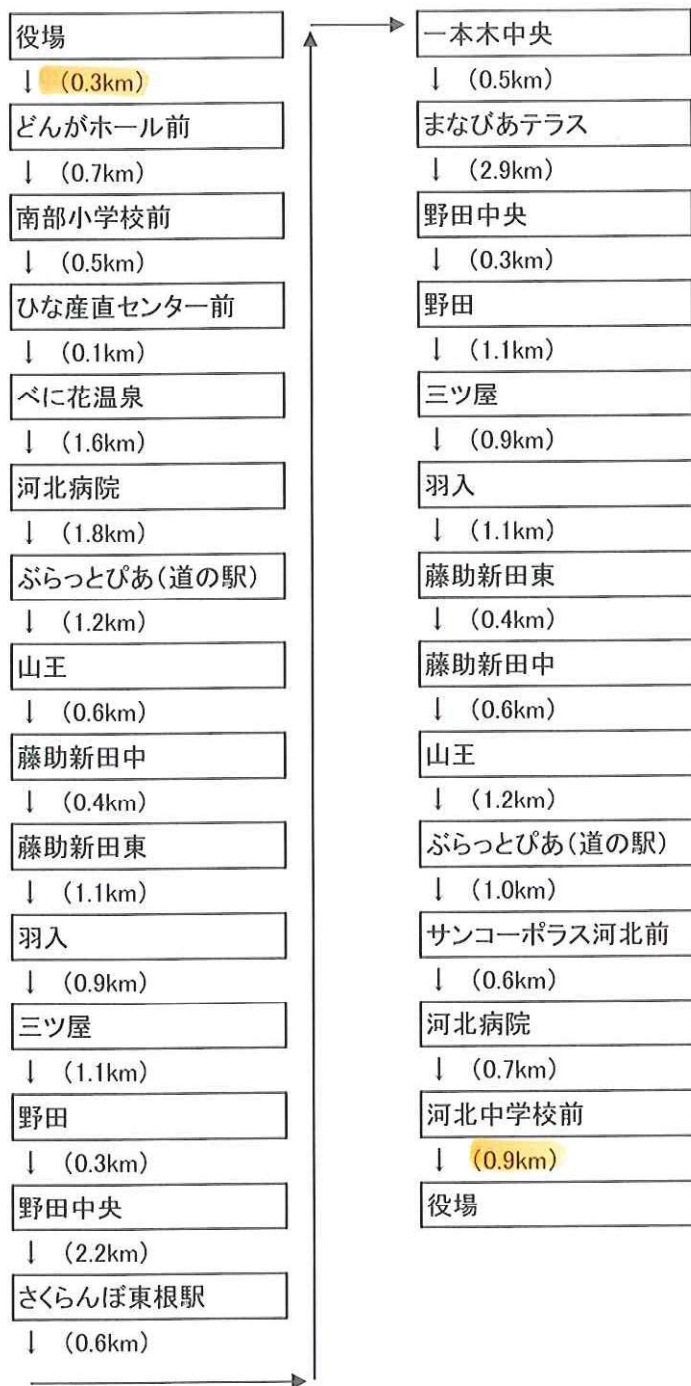 役場
↓ (0.3km)
どんがホール前
↓ (0.7km)
南部小学校前
↓ (0.5km)
ひな産直センター前
↓ (0.1km)
べに花温泉
↓ (1.6km)
河北病院
↓ (1.8km)
ぶらっとぴあ(道の駅)
↓ (1.2km)
山王
↓ (0.6km)
藤助新田中
↓ (0.4km)
藤助新田東
↓ (1.1km)
羽入
↓ (0.9km)
三ツ屋
↓ (1.1km)
野田
↓ (0.3km)
野田中央
↓ (2.2km)
さくらんぼ東根駅
↓ (0.6km)
一本木中央
↓ (0.5km)
まなびあテラス
↓ (2.9km)
野田中央
↓ (0.3km)
野田
↓ (1.1km)
三ツ屋
↓ (0.9km)
羽入
↓ (1.1km)
藤助新田東
↓ (0.4km)
藤助新田中
↓ (0.6km)
山王
↓ (1.2km)
ぶらっとぴあ(道の駅)
↓ (1.0km)
サンコーポラス河北前
↓ (0.6km)
河北病院
↓ (0.7km)
河北中学校前
↓ (0.9km)
役場